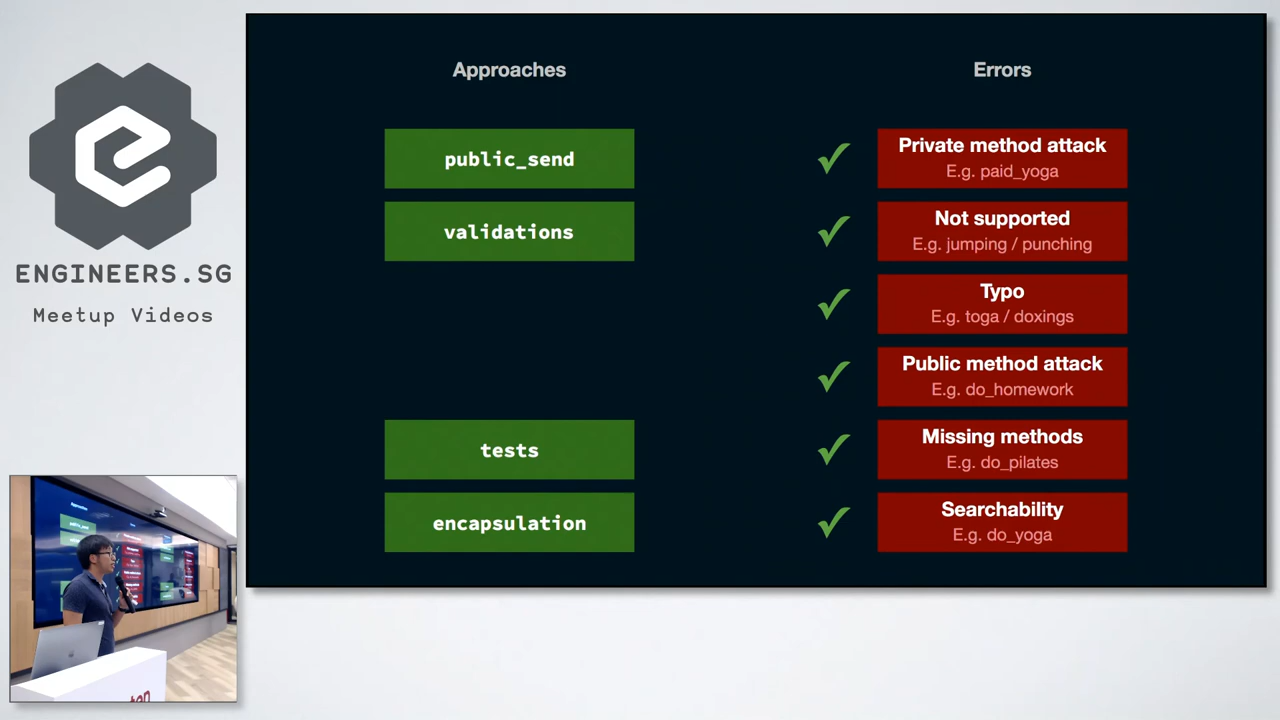 ENGINEERS.SG
Meetup Videos
Approaches
Errors
public_send
Private method attack
E.g. paid_yoga
validations
Not supported
E.g. jumping / punching
Typo
E.g. toga / doxings
Public method attack
E.g. do_homework
tests
Missing methods
E.g. do_pilates
encapsulation
Searchability
E.g. do_yoga
Approaches